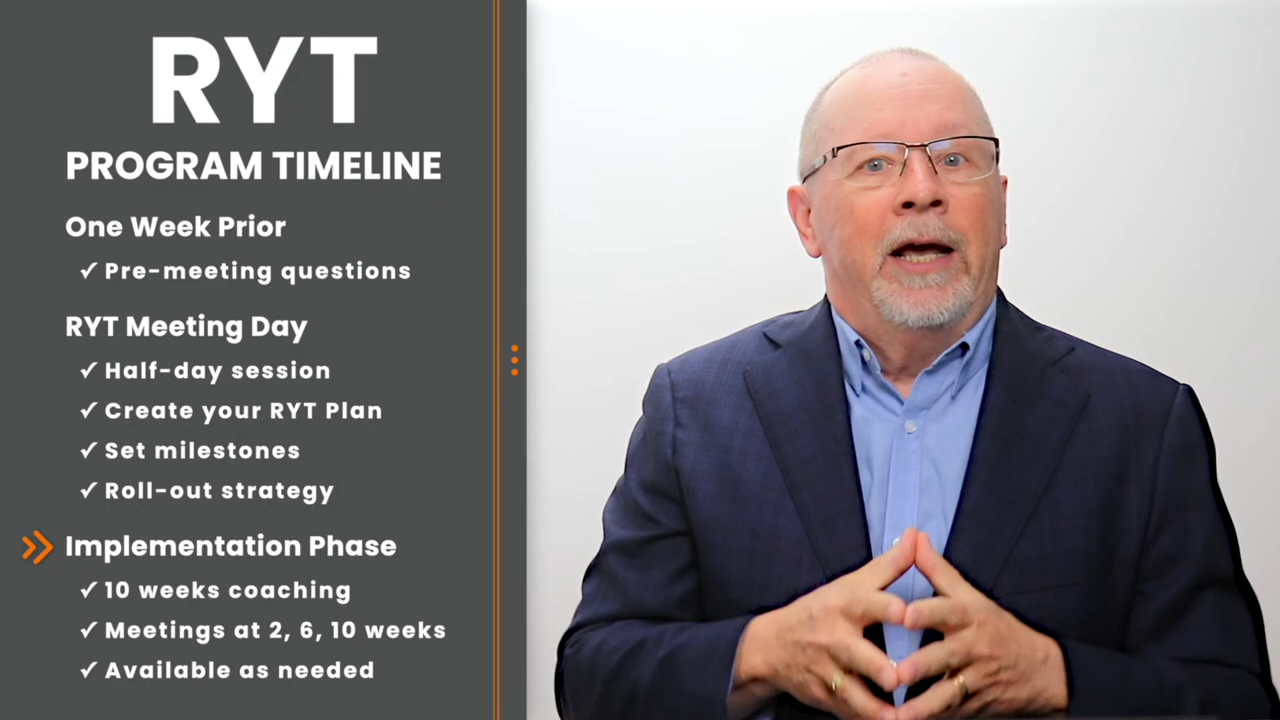 RYT
PROGRAM TIMELINE
One Week Prior
✓ Pre-meeting questions
RYT Meeting Day
✓ Half-day session
✓ Create your RYT Plan
✓ Set milestones
✓ Roll-out strategy
Implementation Phase
✓ 10 weeks coaching
✓ Meetings at 2, 6, 10 weeks
✓ Available as needed